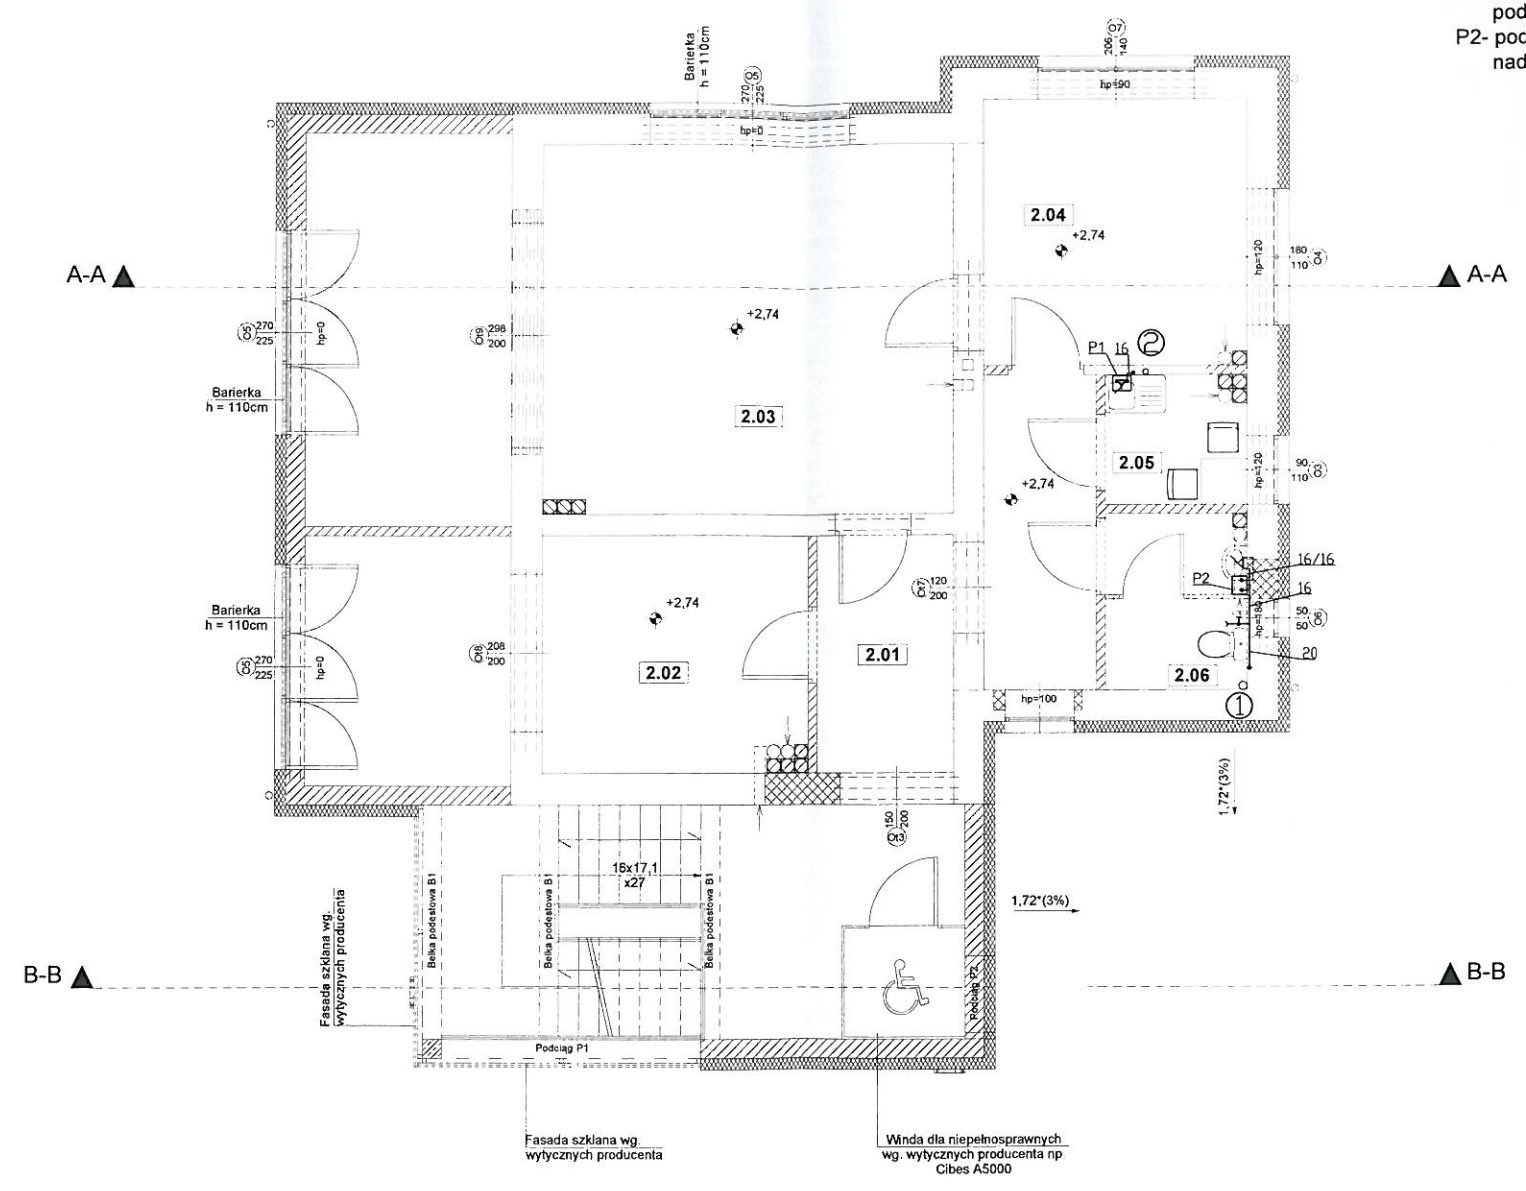 pod
P2- pod
nad
Barierka
h = 110cm
270
225
O5
hp=0
206
140
O7
hp=90
2.04
+2,74
hp=120
180
110
O4
A-A
A-A
O5
270
225
hp=0
Ot9
298
200
+2,74
2.03
Barierka
h = 110cm
P1
16
2
2.05
hp=120
90
110
O3
+2,74
16/16
P2
16
hp=180
50
50
O6
20
2.06
1
hp=100
Ot7
120
200
2.01
+2,74
2.02
Barierka
h = 110cm
O5
270
225
hp=0
Ot8
208
200
150
200
Ot3
1,72*(3%)
1,72*(3%)
16x17,1
x27
Belka podestowa B1
Belka podestowa B1
Belka podestowa B1
Fasada szklana wg.
wytycznych producenta
B-B
B-B
Podciąg P2
Podciąg P1
Fasada szklana wg.
wytycznych producenta
Winda dla niepełnosprawnych
wg. wytycznych producenta np
Cibes A5000